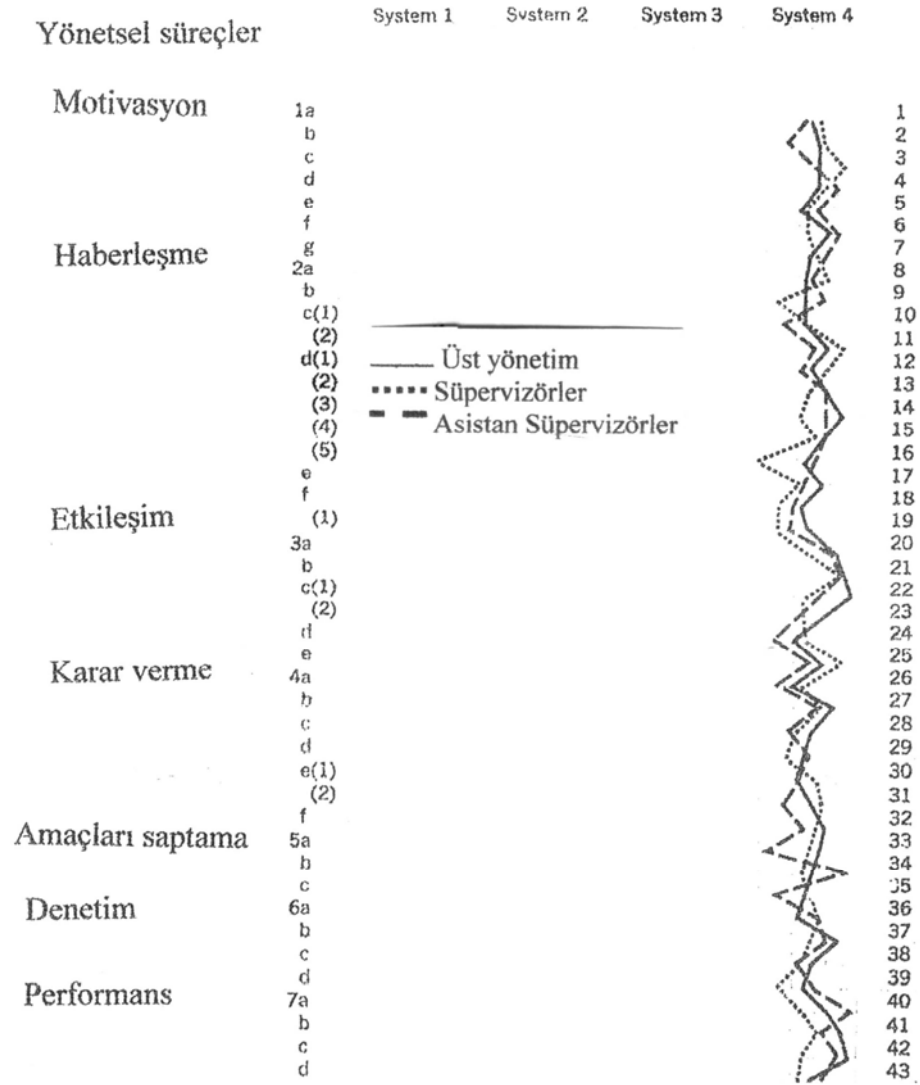 System 1 Svstem 2 System 3 System 4
Yönetsel süreçler
Motivasyon 1a 1
b 2
c 3
d 4
e 5
f 6
Haberleşme g 7
2a 8
b 9
c(1) 10
(2) 11
d(1) 12
(2) 13
(3) 14
(4) 15
(5) 16
e 17
f 18
Etkileşim (1) 19
3a 20
b 21
c(1) 22
(2) 23
d 24
e 25
Karar verme 4a 26
b 27
c 28
d 29
e(1) 30
(2) 31
f 32
Amaçları saptama 5a 33
b 34
c 35
Denetim 6a 36
b 37
c 38
d 39
Performans 7a 40
b 41
c 42
d 43
Üst yönetim
Süpervizörler
Asistan Süpervizörler